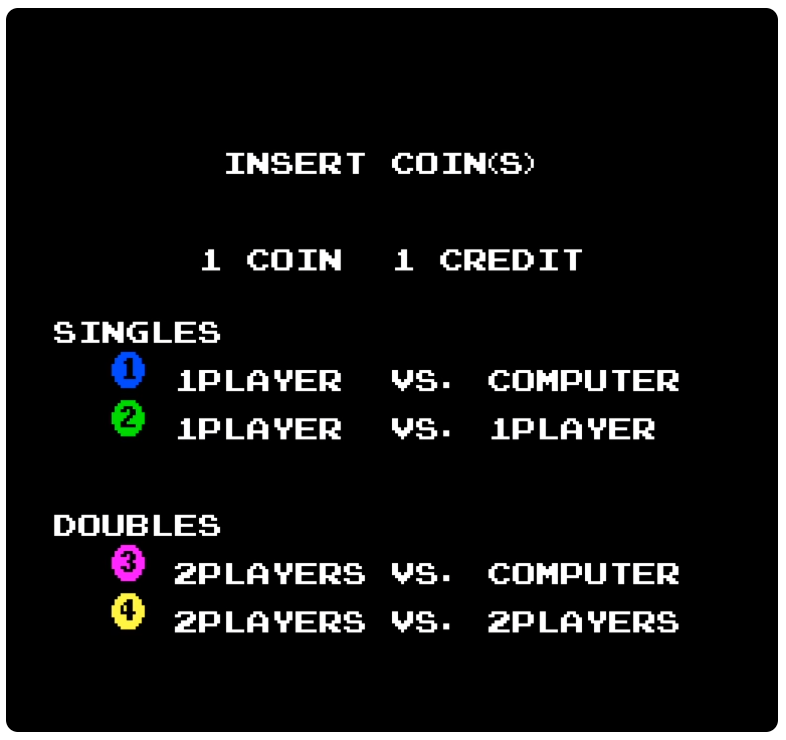 INSERT COIN(S)
1 COIN 1 CREDIT
SINGLES
1 1PLAYER VS. COMPUTER
2 1PLAYER VS. 1PLAYER
DOUBLES
3 2PLAYERS VS. COMPUTER
4 2PLAYERS VS. 2PLAYERS